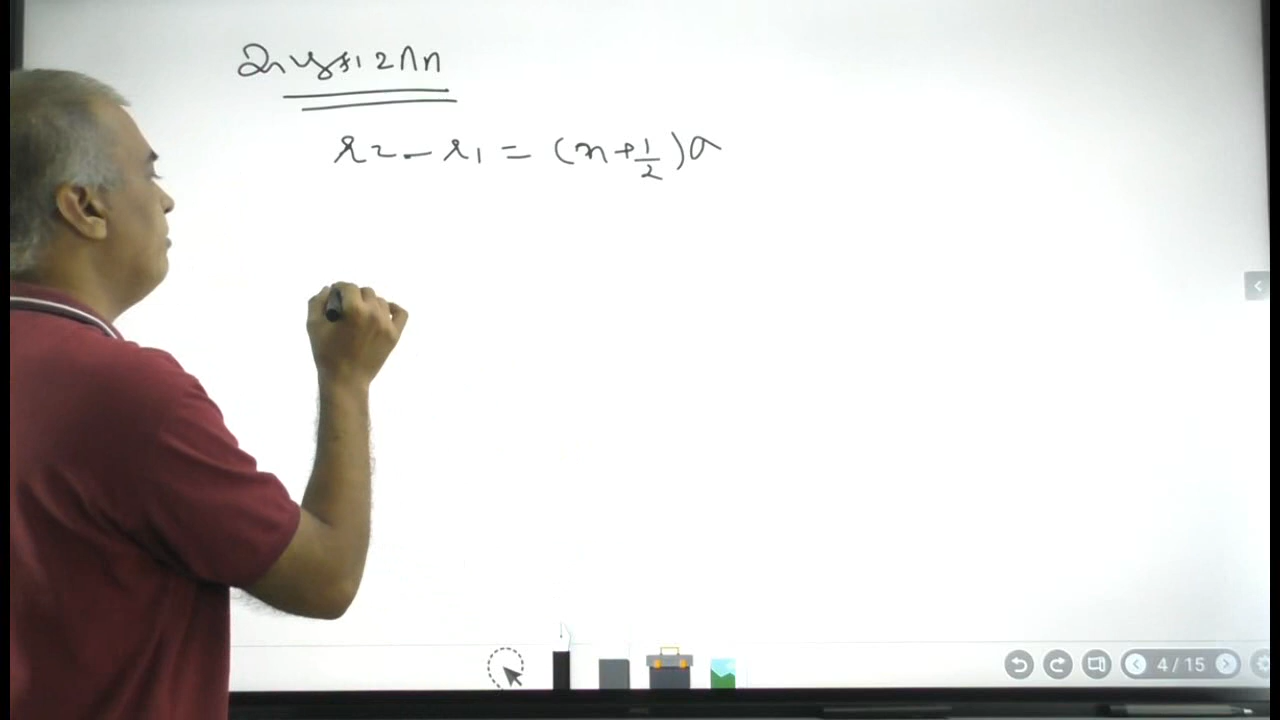 r2 - r1 = (n + 1/2)λ
4 / 15